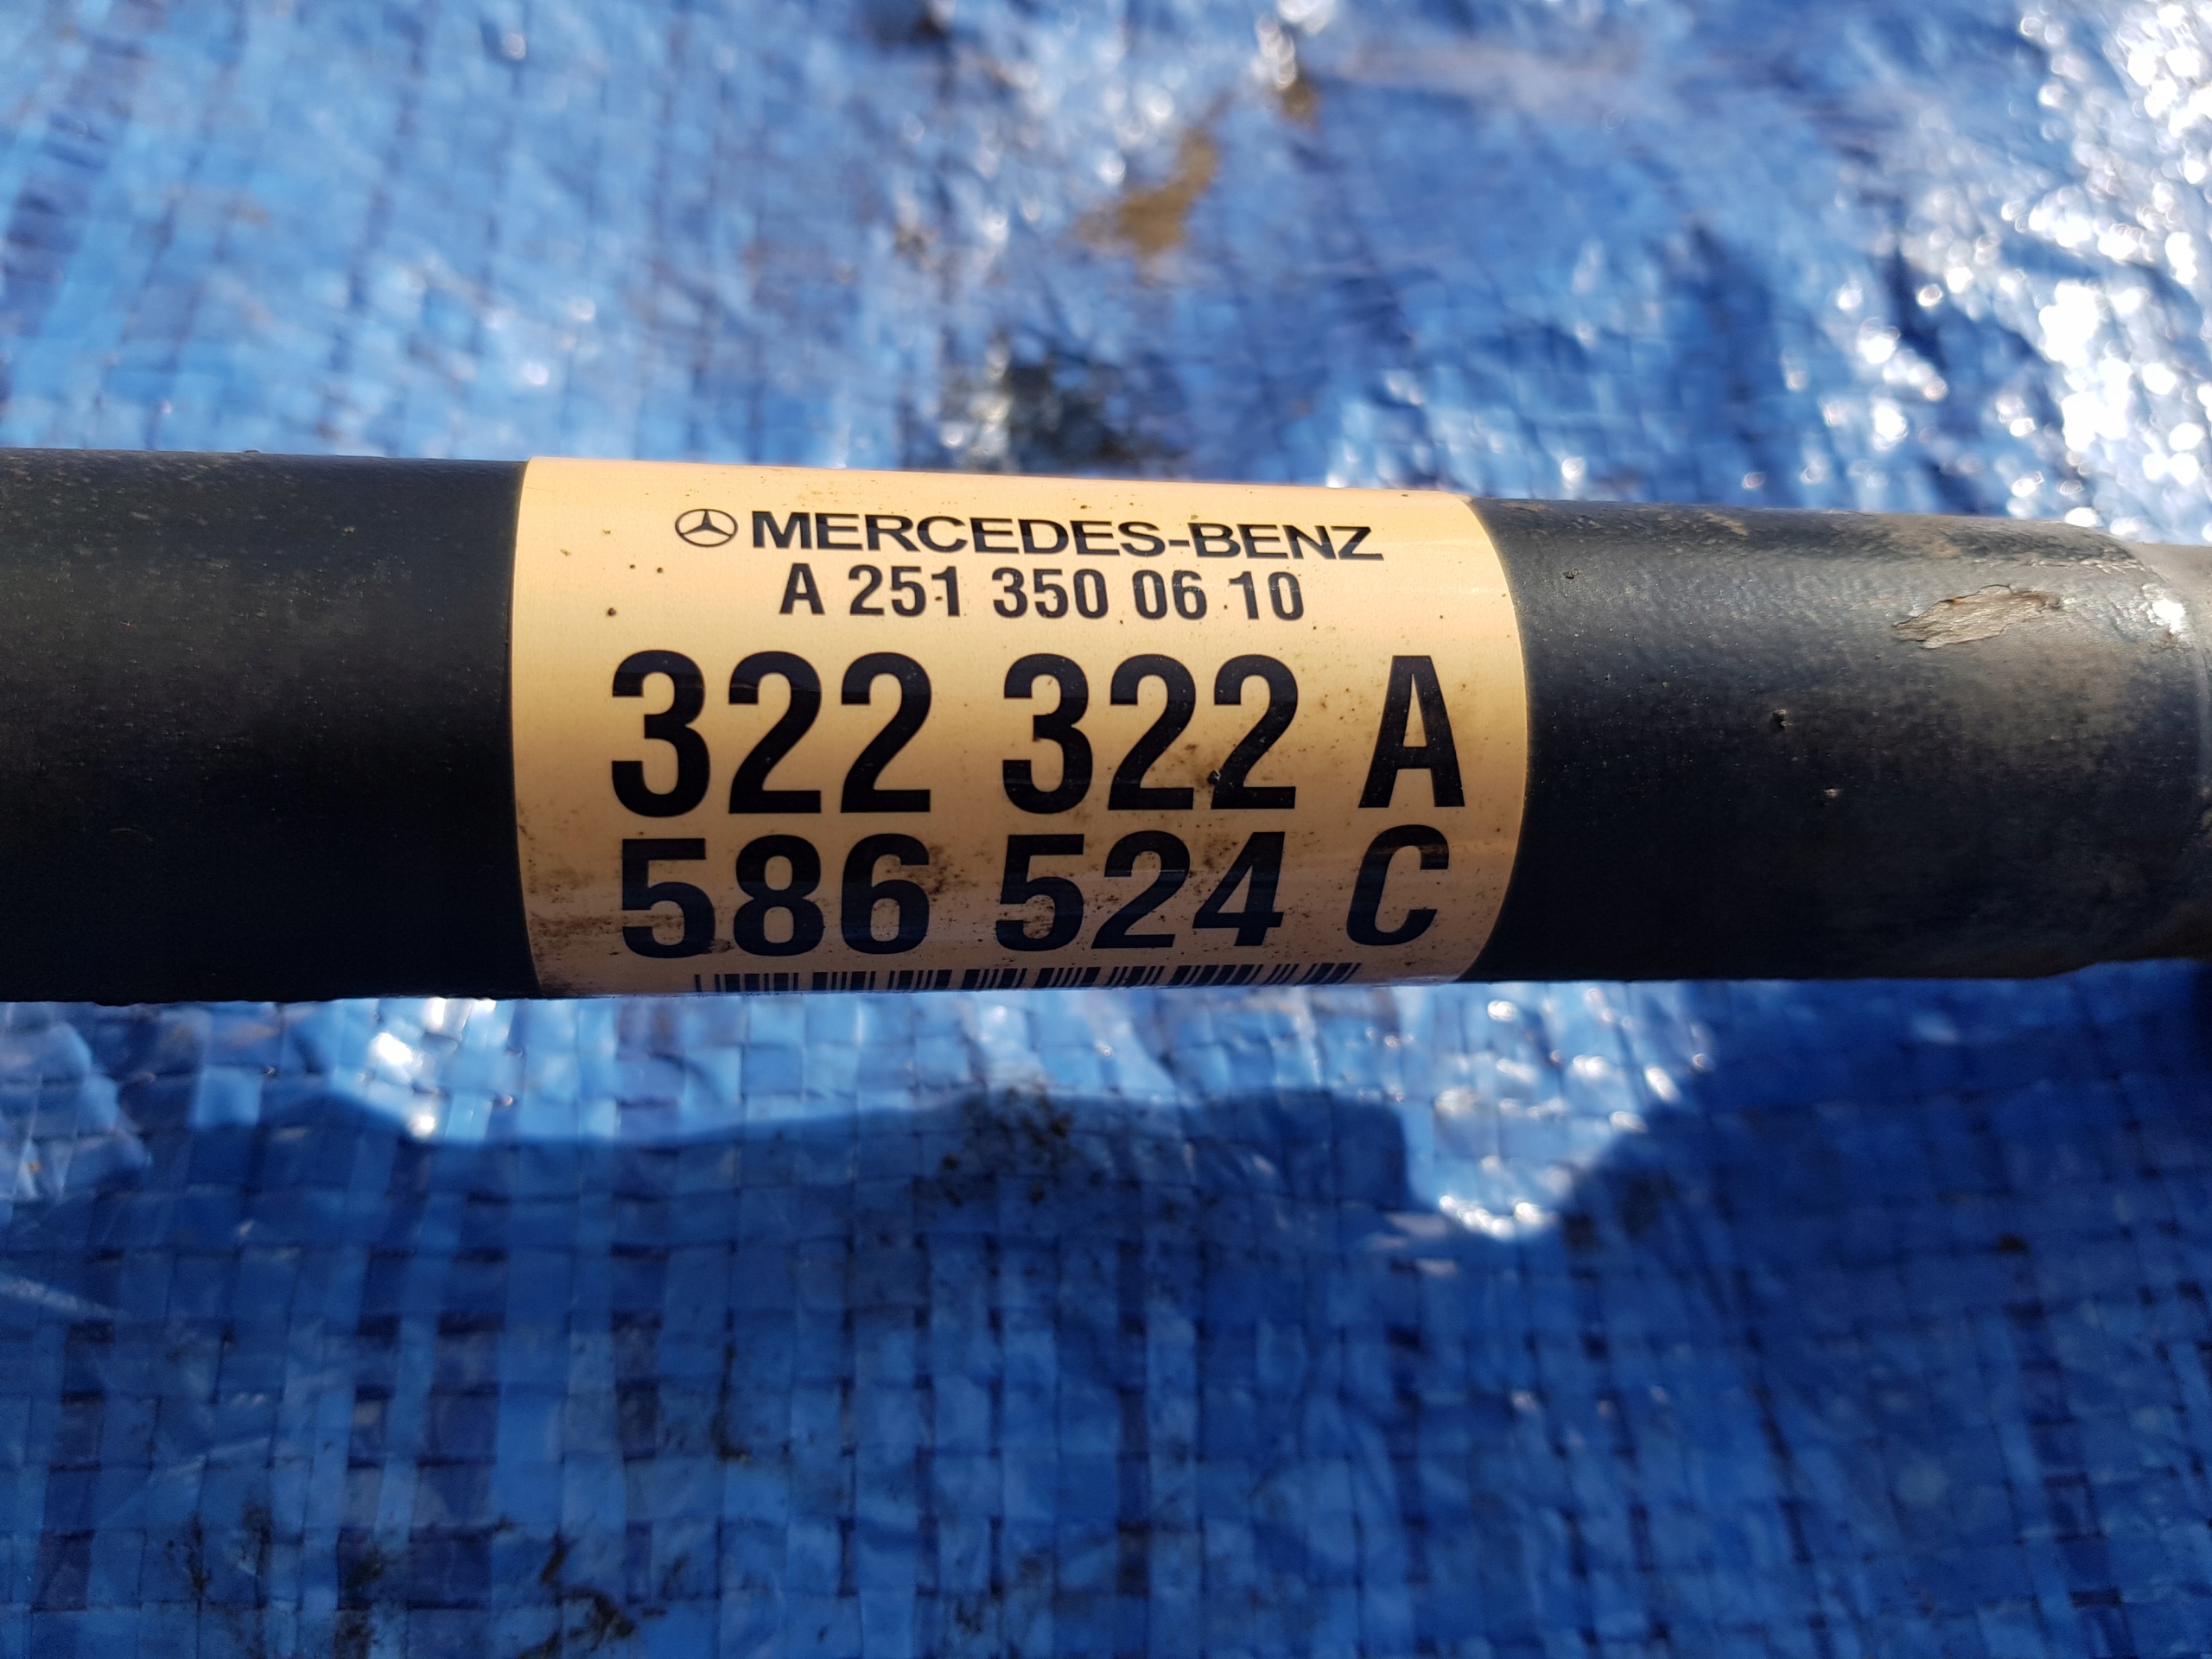 MERCEDES-BENZ
A 251 350 06 10
322 322 A
586 524 C